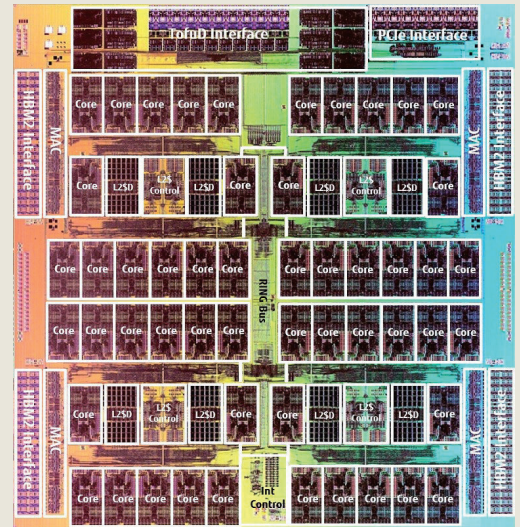 TofuD Interface PCIe Interface
HBM2 Interface MAC Core Core Core Core Core Core Core Core Core Core MAC HBM2 Interface
Core L2$D L2$ Control L2$D Core Core L2$D L2$ Control L2$D Core
Core Core Core Core Core Core Core Core Core Core Core Core
RING Bus
Core Core Core Core Core Core Core Core Core Core Core Core
HBM2 Interface MAC Core L2$D L2$ Control L2$D Core Core L2$D L2$ Control L2$D Core MAC HBM2 Interface
Core Core Core Core Core Int Control Core Core Core Core Core